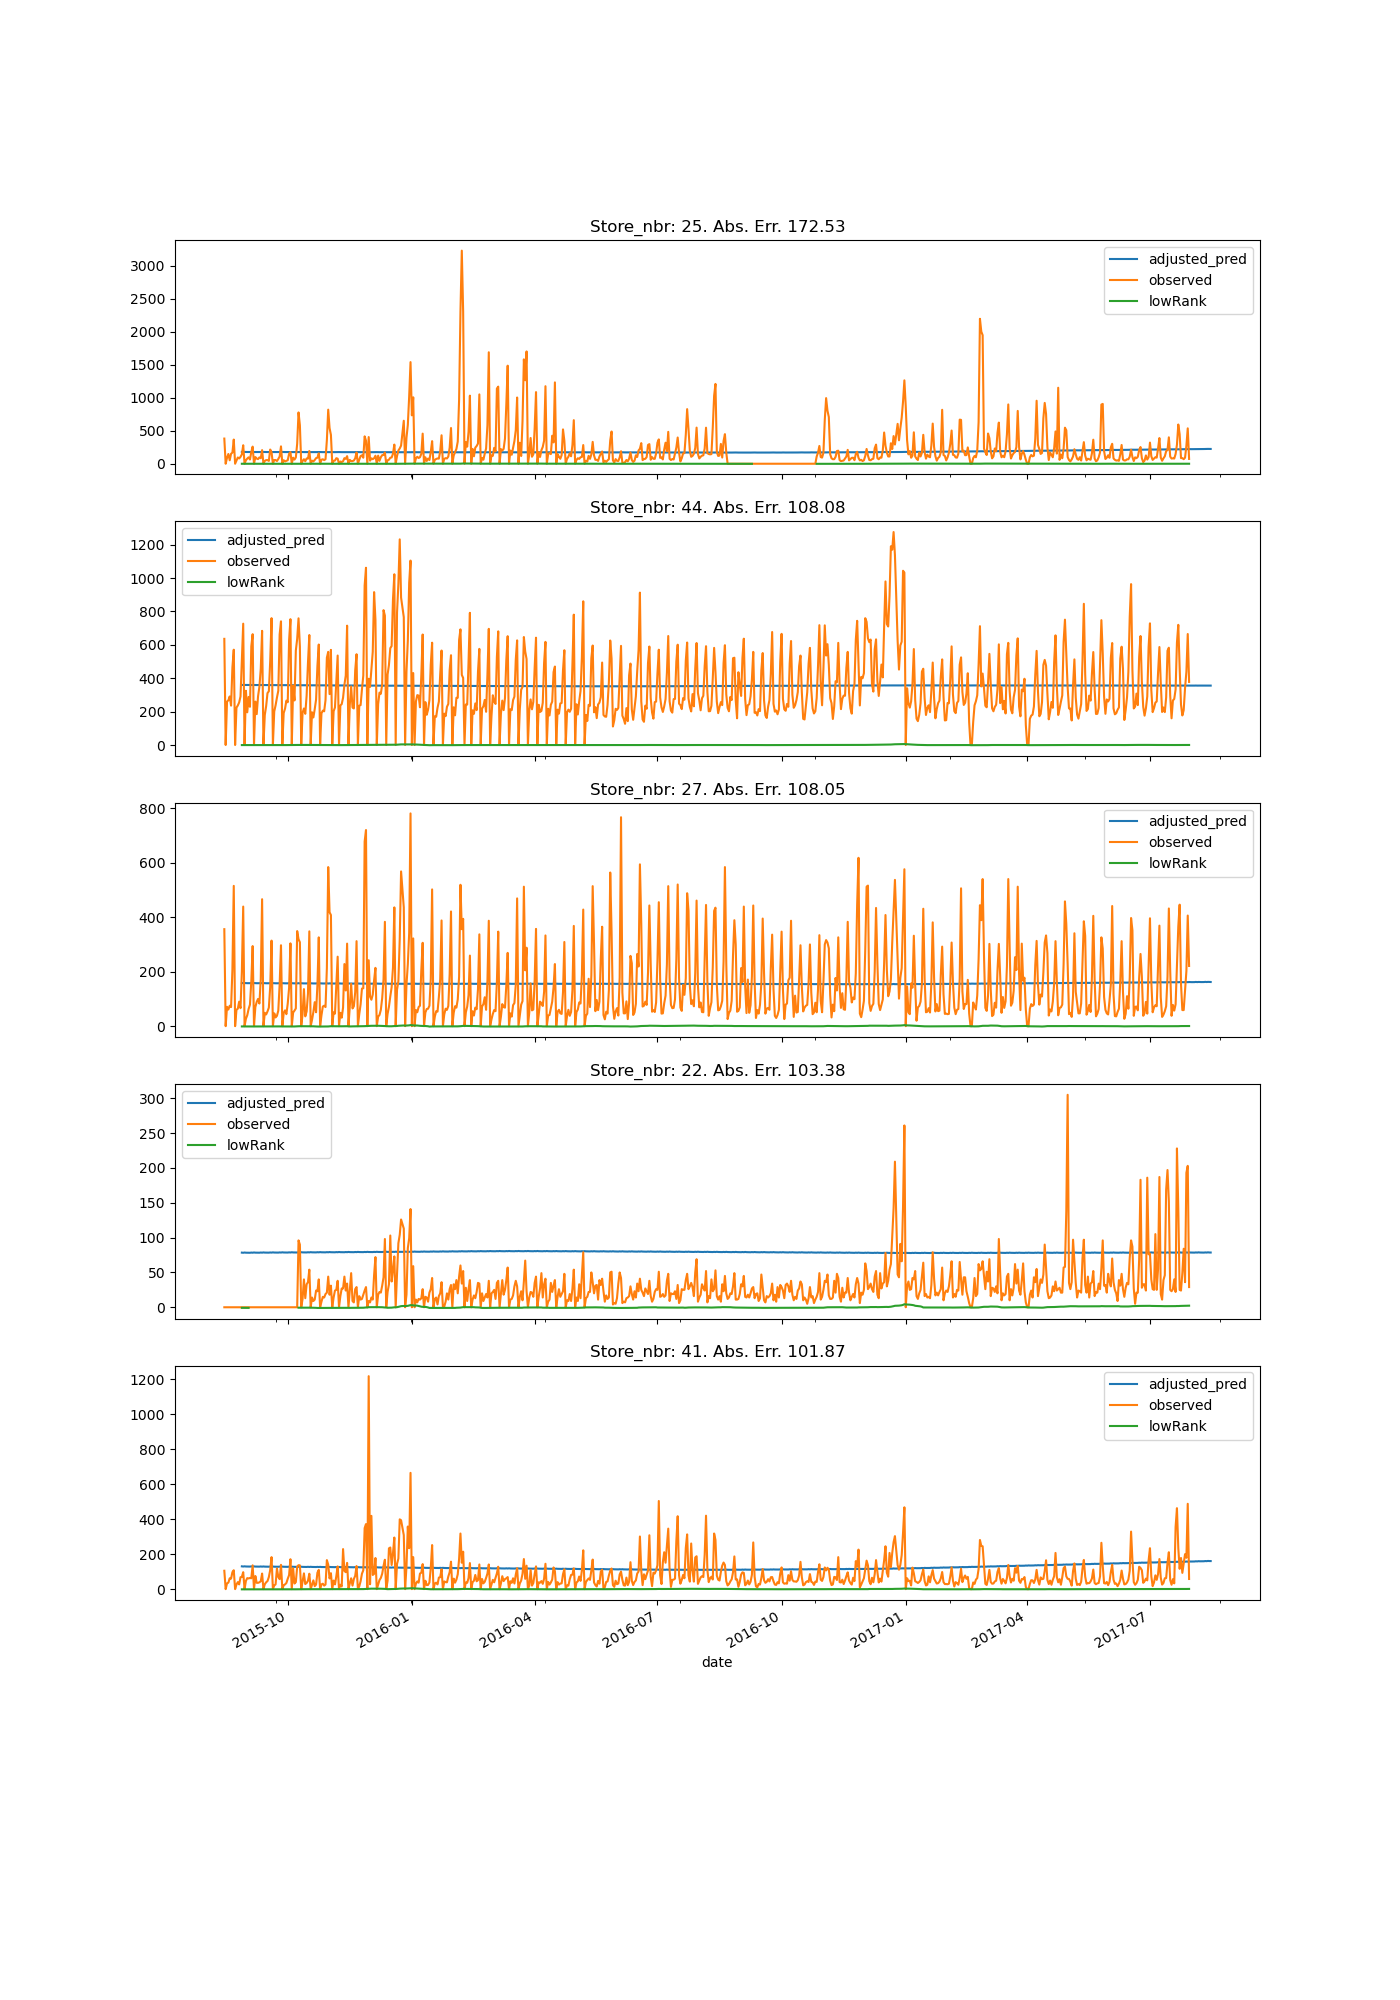 Store_nbr: 25. Abs. Err. 172.53
3000
2500
2000
1500
1000
500
0
adjusted_pred
observed
lowRank
Store_nbr: 44. Abs. Err. 108.08
1200
1000
800
600
400
200
0
adjusted_pred
observed
lowRank
Store_nbr: 27. Abs. Err. 108.05
800
600
400
200
0
adjusted_pred
observed
lowRank
Store_nbr: 22. Abs. Err. 103.38
300
250
200
150
100
50
0
adjusted_pred
observed
lowRank
Store_nbr: 41. Abs. Err. 101.87
1200
1000
800
600
400
200
0
adjusted_pred
observed
lowRank
2015-10
2016-01
2016-04
2016-07
2016-10
2017-01
2017-04
2017-07
date